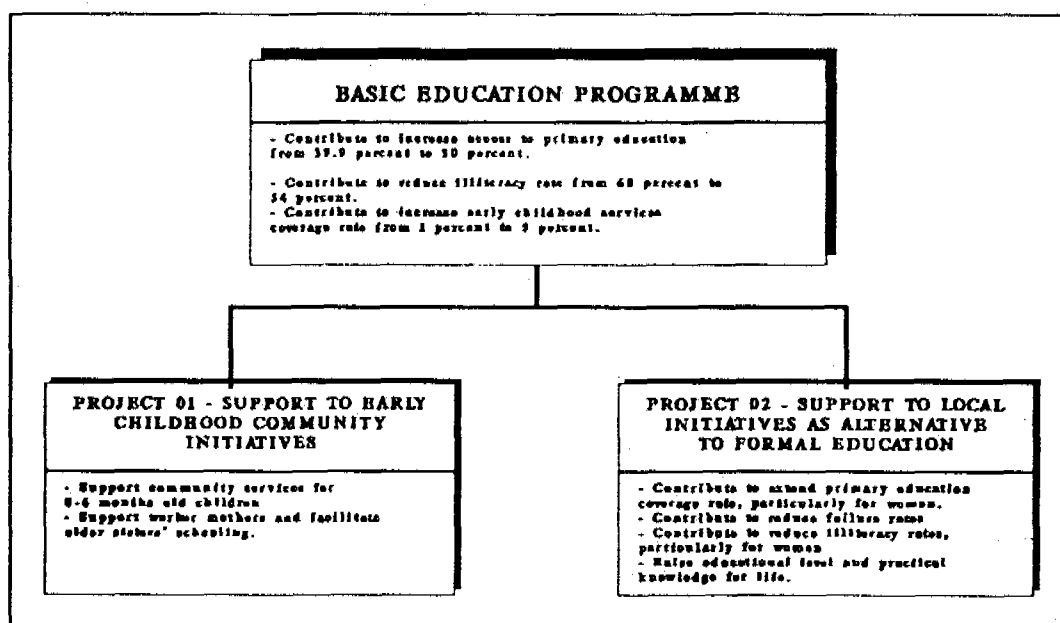 BASIC EDUCATION PROGRAMME
- Contribute to increase access to primary education
from 39.9 percent to 50 percent.
- Contribute to reduce illiteracy rate from 68 percent to
54 percent.
- Contribute to increase early childhood services
coverage rate from 1 percent to 9 percent.
PROJECT 01 - SUPPORT TO EARLY
CHILDHOOD COMMUNITY
INITIATIVES
- Support community services for
0-6 months old children
- Support worker mothers and facilitate
older sisters' schooling.
PROJECT 02 - SUPPORT TO LOCAL
INITIATIVES AS ALTERNATIVE
TO FORMAL EDUCATION
- Contribute to extend primary education
coverage rate, particularly for women.
- Contribute to reduce failure rates
- Contribute to reduce illiteracy rates,
particularly for women
- Raise educational level and practical
knowledge for life.